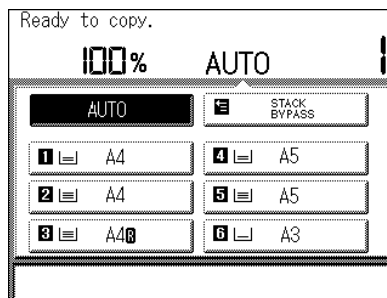 Ready to copy.
100% AUTO 1
AUTO
STACK
BYPASS
1 A4
4 A5
2 A4
5 A5
3 A4R
6 A3